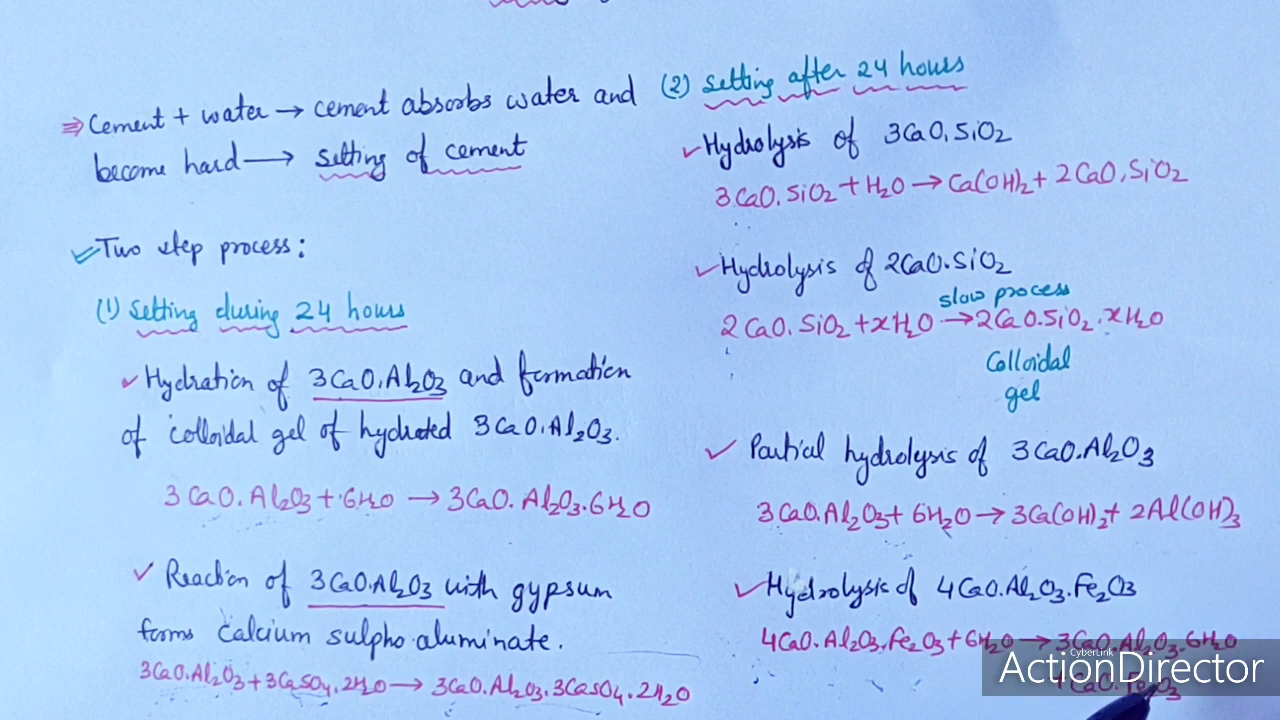 ⇒ Cement + water → cement absorbs water and
become hard → setting of cement
✓ Two step process:
(1) Setting during 24 hours
✓ Hydration of 3CaO.Al2O3 and formation
of colloidal gel of hydrated 3CaO.Al2O3.
3CaO.Al2O3 + 6H2O → 3CaO.Al2O3.6H2O
✓ Reaction of 3CaO.Al2O3 with gypsum
forms calcium sulpho aluminate.
3CaO.Al2O3 + 3CaSO4.2H2O → 3CaO.Al2O3.3CaSO4.2H2O
(2) Setting after 24 hours
✓ Hydrolysis of 3CaO.SiO2
3CaO.SiO2 + H2O → Ca(OH)2 + 2CaO.SiO2
✓ Hydrolysis of 2CaO.SiO2
slow process
2CaO.SiO2 + xH2O → 2CaO.SiO2.xH2O
Colloidal
gel
✓ Partial hydrolysis of 3CaO.Al2O3
3CaO.Al2O3 + 6H2O → 3Ca(OH)2 + 2Al(OH)3
✓ Hydrolysis of 4CaO.Al2O3.Fe2O3
4CaO.Al2O3.Fe2O3 + 6H2O → 3CaO.Al2O3.6H2O
CyberLink
ActionDirector